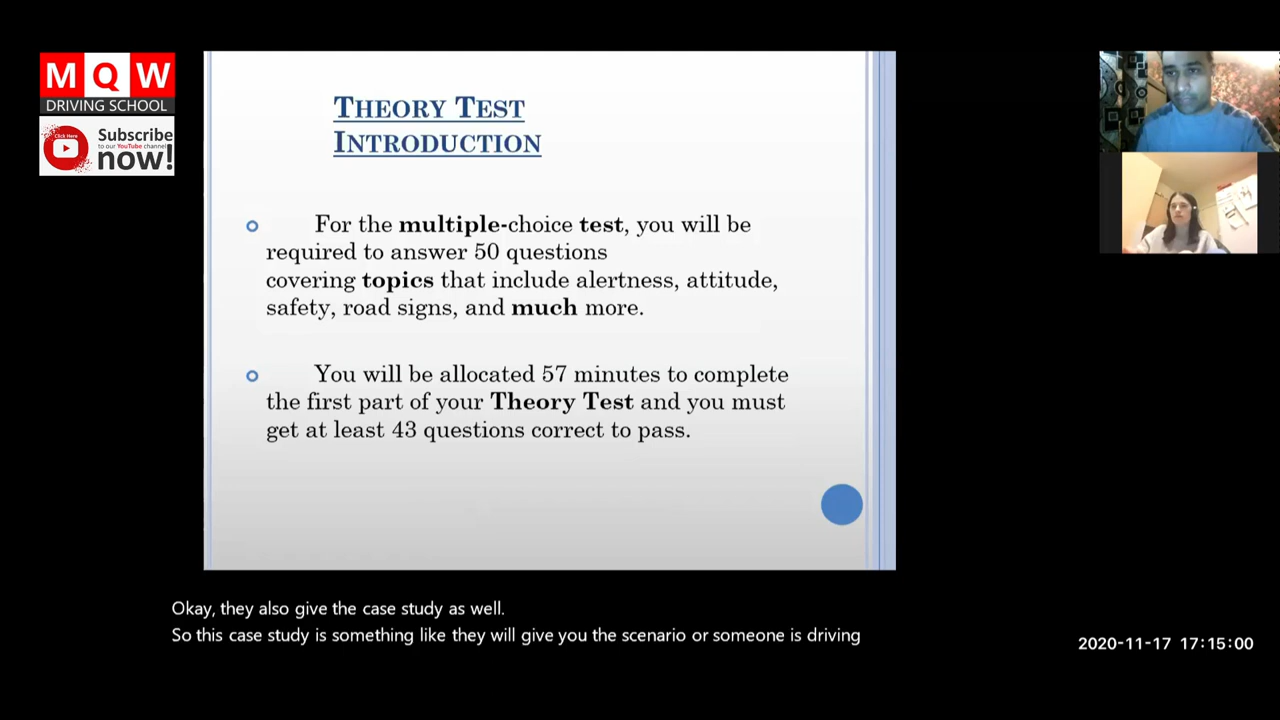 M Q W
DRIVING SCHOOL
Click Here
Subscribe
to our YouTube channel
now!
THEORY TEST
INTRODUCTION
For the multiple-choice test, you will be
required to answer 50 questions
covering topics that include alertness, attitude,
safety, road signs, and much more.
You will be allocated 57 minutes to complete
the first part of your Theory Test and you must
get at least 43 questions correct to pass.
Okay, they also give the case study as well.
So this case study is something like they will give you the scenario or someone is driving
2020-11-17 17:15:00